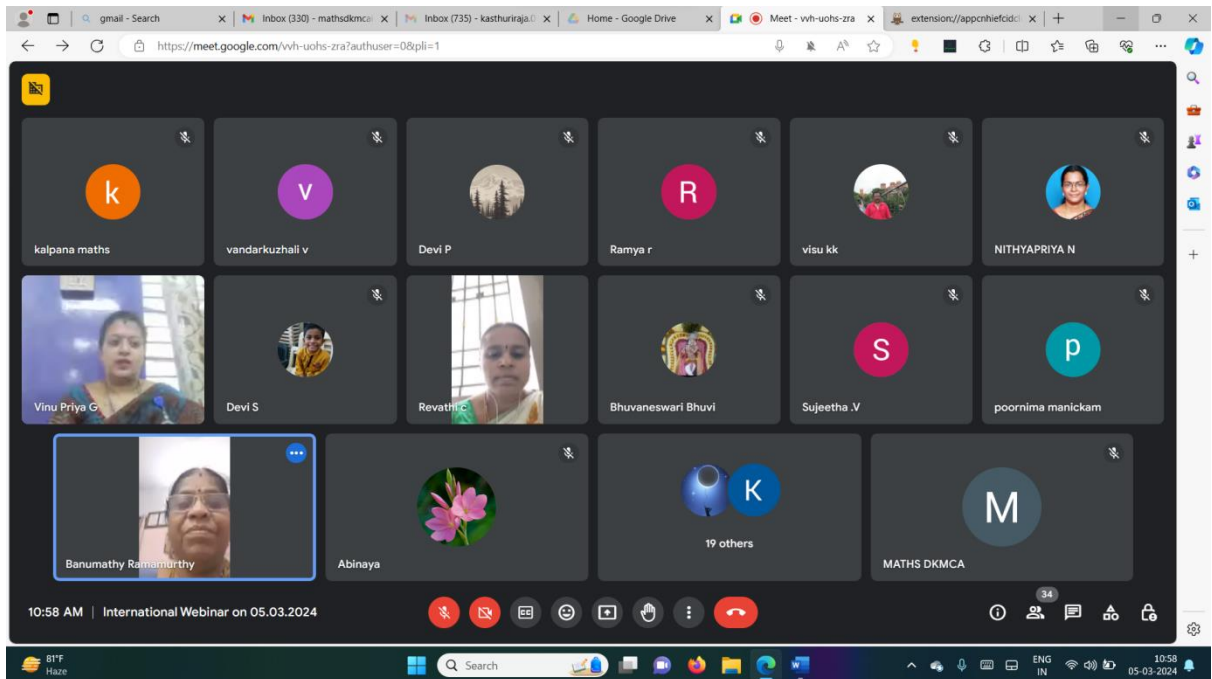 gmail - Search
Inbox (330) - mathsdkmca
Inbox (735) - kasthuriraja.0
Home - Google Drive
Meet - vvh-uohs-zra
extension://appcnhiefcidcl
https://meet.google.com/vvh-uohs-zra?authuser=0&pli=1
k
v
R
kalpana maths
vandarkuzhali v
Devi P
Ramya r
visu kk
NITHYAPRIYA N
S
p
Vinu Priya G
Devi S
Revathi c
Bhuvaneswari Bhuvi
Sujeetha .V
poornima manickam
K
M
19 others
Banumathy Ramamurthy
Abinaya
MATHS DKMCA
10:58 AM | International Webinar on 05.03.2024
CC
34
81°F
Haze
Search
ENG
IN
10:58
05-03-2024